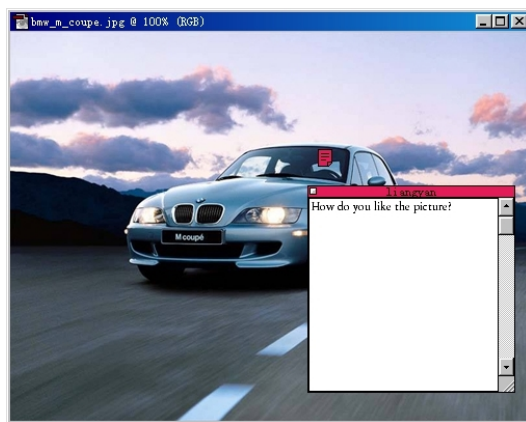 bmw_m_coupe.jpg @ 100% (RGB)
liangyan
How do you like the picture?
M coupé